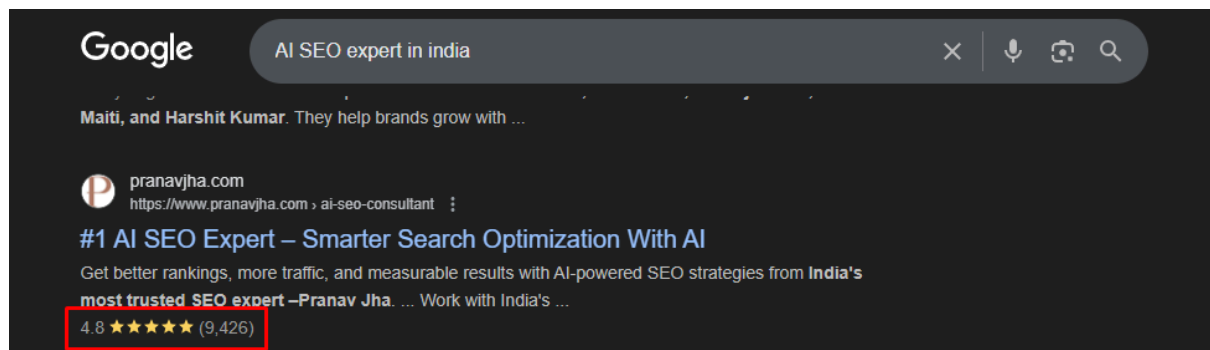 Google
AI SEO expert in india
Maiti, and Harshit Kumar. They help brands grow with ...
pranavjha.com
https://www.pranavjha.com › ai-seo-consultant
#1 AI SEO Expert – Smarter Search Optimization With AI
Get better rankings, more traffic, and measurable results with AI-powered SEO strategies from India's
most trusted SEO expert –Pranav Jha. ... Work with India's ...
4.8 ★★★★★ (9,426)